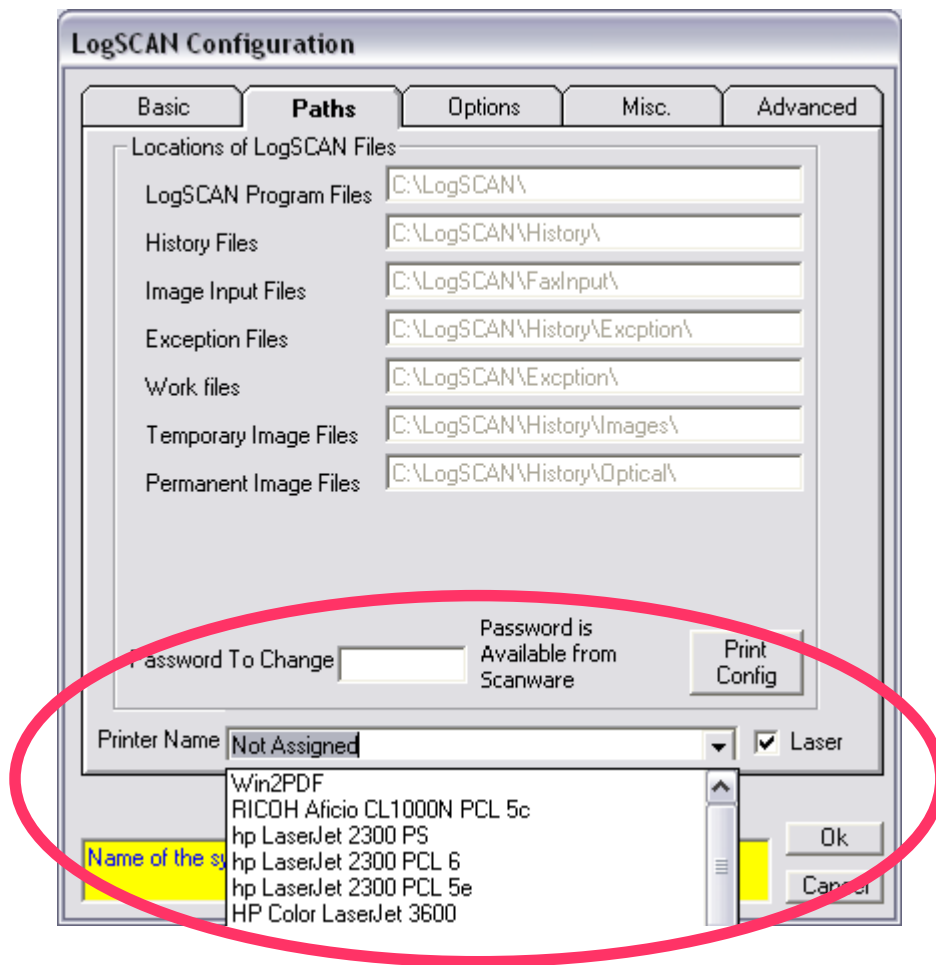 LogSCAN Configuration
Basic Paths Options Misc. Advanced
Locations of LogSCAN Files
LogSCAN Program Files C:\LogSCAN\
History Files C:\LogSCAN\History\
Image Input Files C:\LogSCAN\FaxInput\
Exception Files C:\LogSCAN\History\Excption\
Work files C:\LogSCAN\Excption\
Temporary Image Files C:\LogSCAN\History\Images\
Permanent Image Files C:\LogSCAN\History\Optical\
Password To Change
Password is
Available from
Scanware
Print
Config
Printer Name Not Assigned Laser
Win2PDF
RICOH Aficio CL1000N PCL 5c
hp LaserJet 2300 PS
Ok
Name of the
hp LaserJet 2300 PCL 6
hp LaserJet 2300 PCL 5e
Cancel
HP Color LaserJet 3600